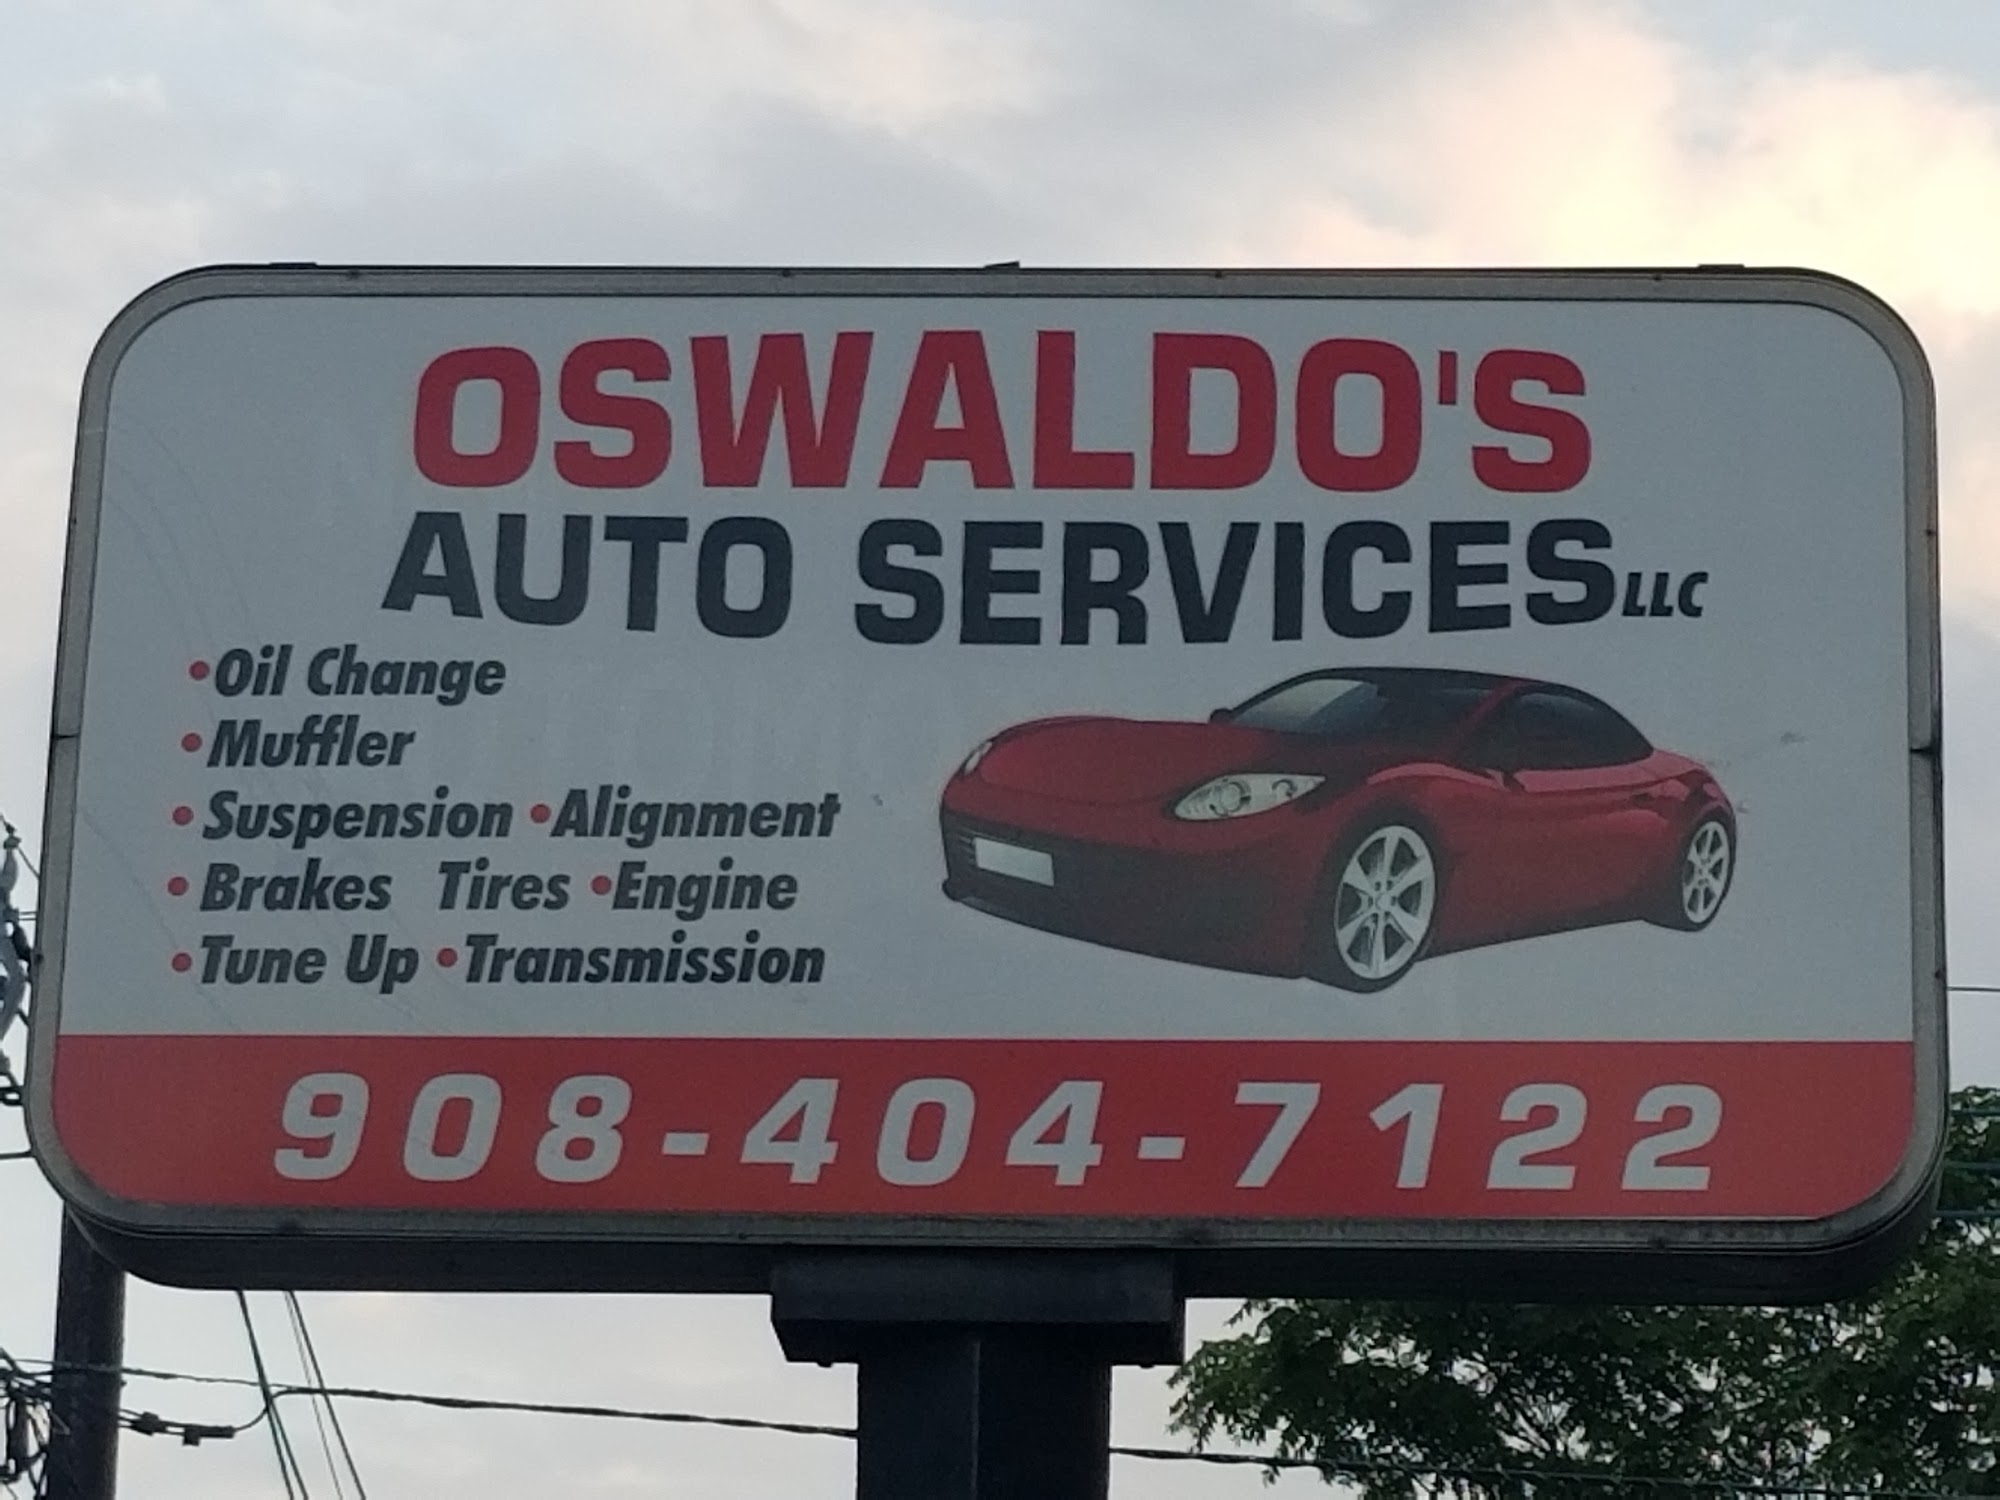 OSWALDO'S
AUTO SERVICES LLC
•Oil Change
•Muffler
•Suspension •Alignment
•Brakes Tires •Engine
•Tune Up •Transmission
908-404-7122